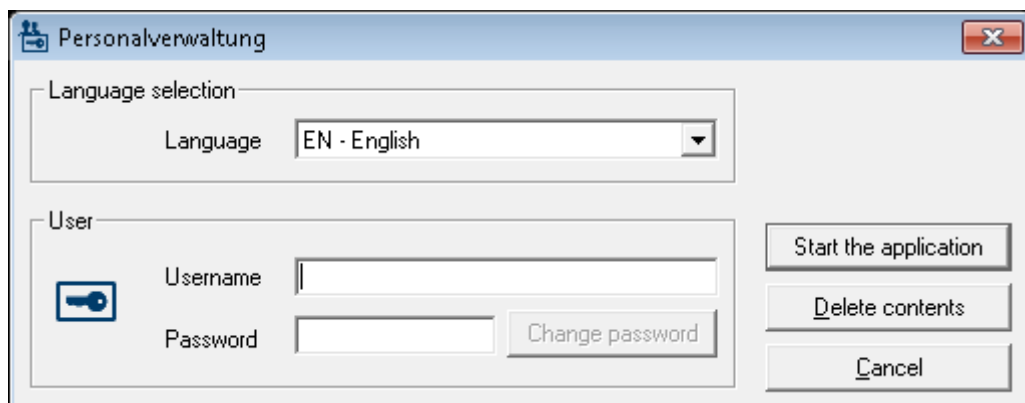 Personalverwaltung
Language selection
Language EN - English
User
Username
Password Change password
Start the application
Delete contents
Cancel